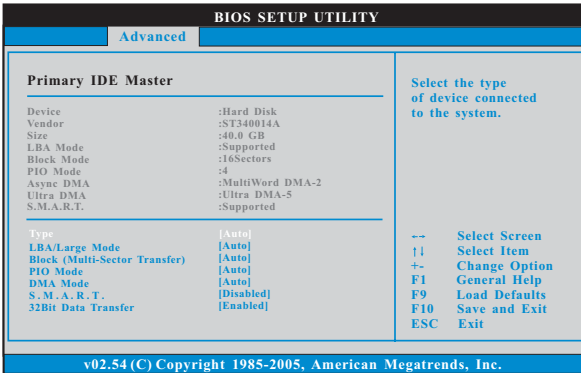 BIOS SETUP UTILITY
Advanced
Primary IDE Master
Device :Hard Disk
Vendor :ST340014A
Size :40.0 GB
LBA Mode :Supported
Block Mode :16Sectors
PIO Mode :4
Async DMA :MultiWord DMA-2
Ultra DMA :Ultra DMA-5
S.M.A.R.T. :Supported
Type [Auto]
LBA/Large Mode [Auto]
Block (Multi-Sector Transfer) [Auto]
PIO Mode [Auto]
DMA Mode [Auto]
S.M.A.R.T. [Disabled]
32Bit Data Transfer [Enabled]
Select the type
of device connected
to the system.
←→ Select Screen
↑↓ Select Item
+- Change Option
F1 General Help
F9 Load Defaults
F10 Save and Exit
ESC Exit
v02.54 (C) Copyright 1985-2005, American Megatrends, Inc.